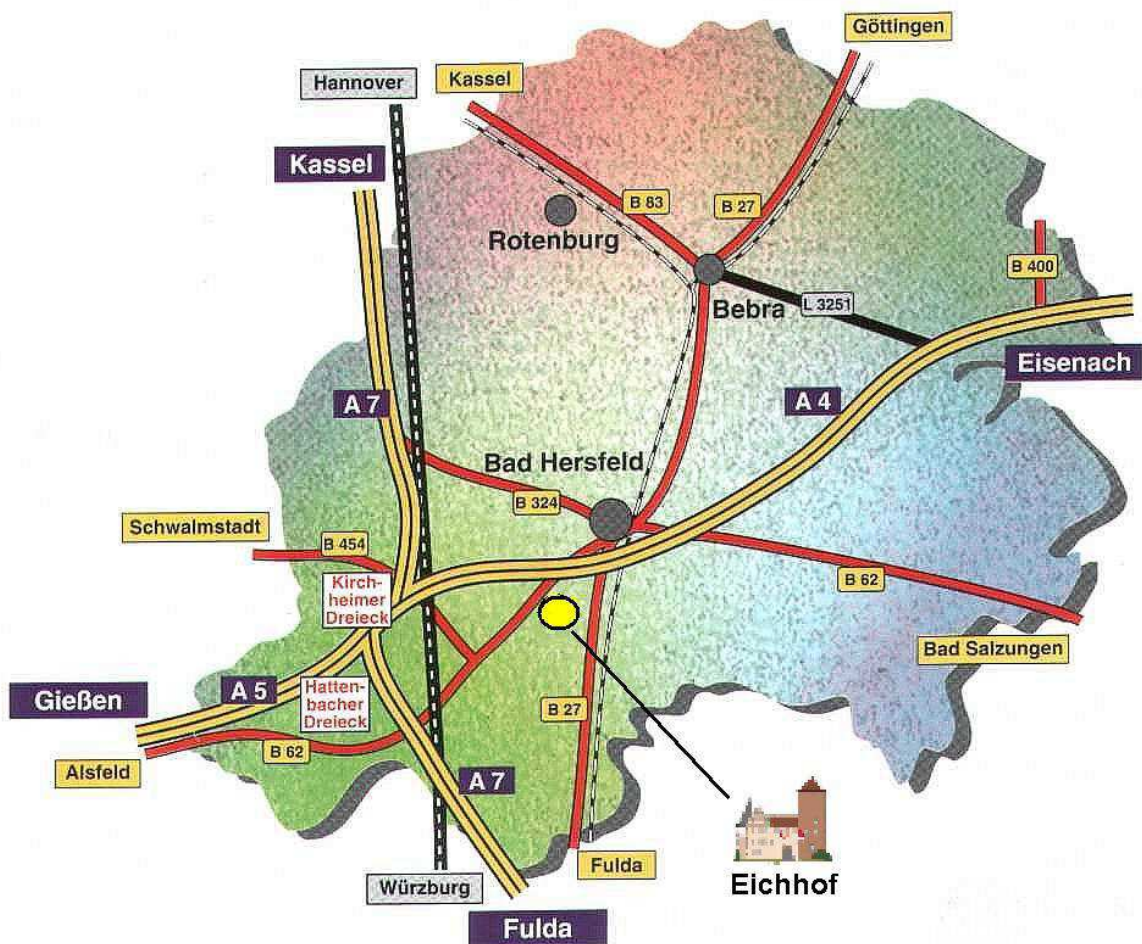 Göttingen
Kassel
Hannover
Kassel
B 83
B 27
Rotenburg
B 400
Bebra
L 3251
Eisenach
A 7
A 4
Bad Hersfeld
B 324
Schwalmstadt
B 454
Kirch-
heimer
Dreieck
B 62
Bad Salzungen
Gießen
A 5
Hatten-
bacher
Dreieck
B 27
B 62
Alsfeld
A 7
Fulda
Würzburg
Eichhof
Fulda